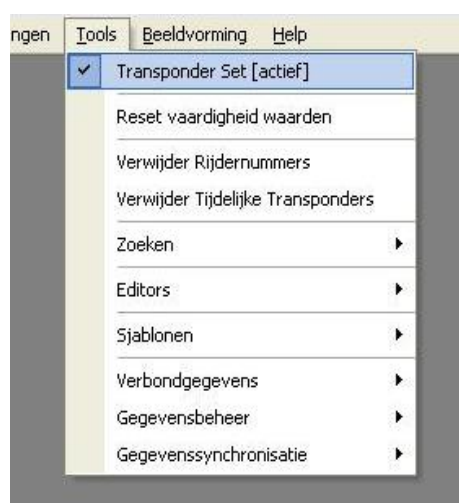 ngen Tools Beeldvorming Help
Transponder Set [actief]
Reset vaardigheid waarden
Verwijder Rijdernummers
Verwijder Tijdelijke Transponders
Zoeken
Editors
Sjablonen
Verbondgegevens
Gegevensbeheer
Gegevenssynchronisatie